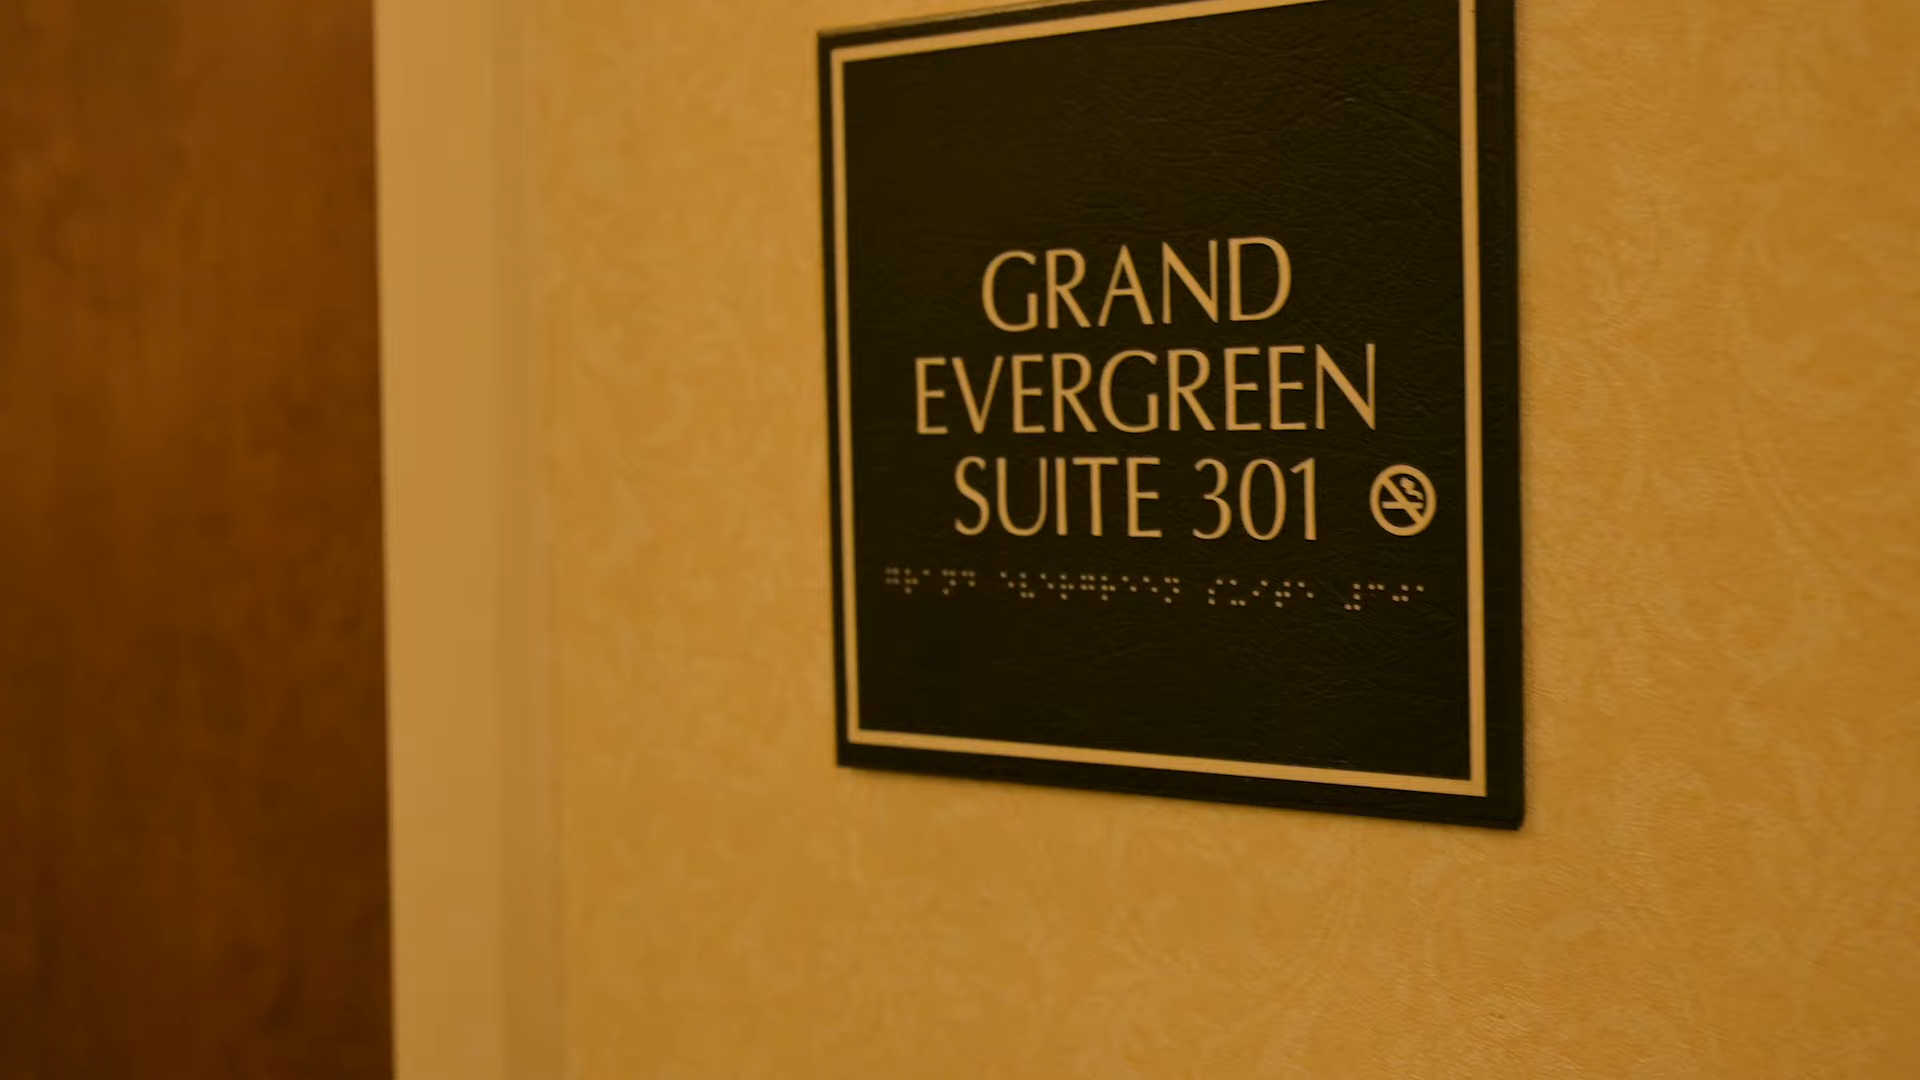 GRAND
EVERGREEN
SUITE 301
⠛⠗⠁⠝⠙ ⠑⠧⠑⠗⠛⠗⠑⠑⠝ ⠎⠥⠊⠞⠑ ⠼⠉⠚⠁